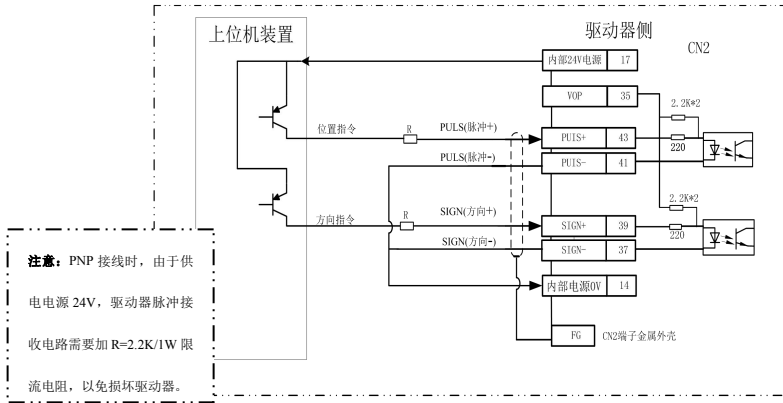 上位机装置
驱动器侧
CN2
内部24V电源 17
VOP 35
2.2K*2
位置指令
R
PULS(脉冲+)
PUIS+ 43
220
PULS(脉冲-)
PUIS- 41
2.2K*2
方向指令
R
SIGN(方向+)
SIGN+ 39
220
SIGN(方向-)
SIGN- 37
内部电源0V 14
FG
CN2端子金属外壳
注意：PNP 接线时，由于供
电电源 24V，驱动器脉冲接
收电路需要加 R=2.2K/1W 限
流电阻，以免损坏驱动器。